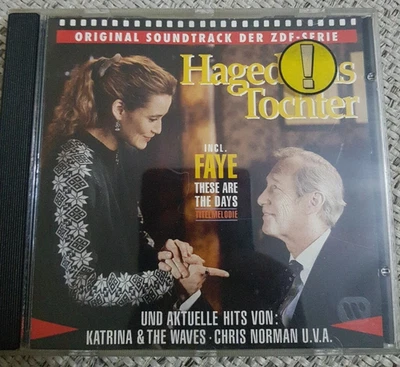 ORIGINAL SOUNDTRACK DER ZDF-SERIE
!
Tochter
INCL.
FAYE
THESE ARE
THE DAYS
TITELMELODIE
UND AKTUELLE HITS VON:
KATRINA & THE WAVES · CHRIS NORMAN U.V.A.